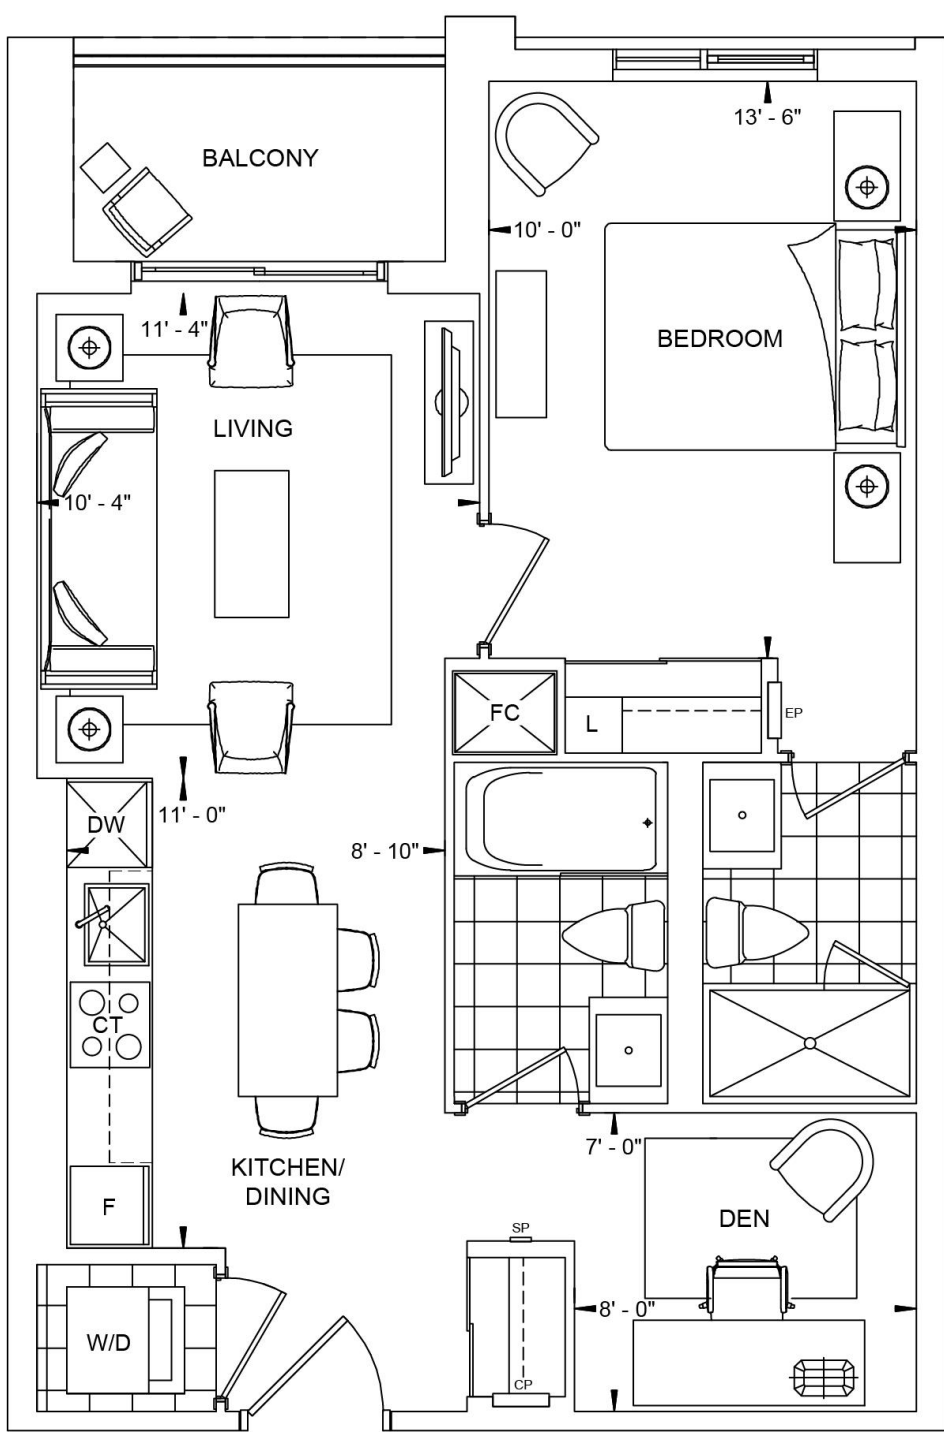 13' - 6"
BALCONY
10' - 0"
11' - 4"
BEDROOM
LIVING
10' - 4"
FC
L
EP
11' - 0"
DW
8' - 10"
CT
7' - 0"
KITCHEN/
DINING
F
DEN
SP
8' - 0"
W/D
CP